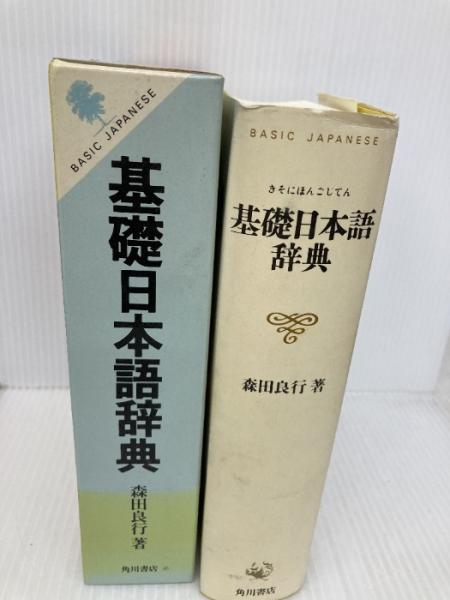 BASIC JAPANESE
基礎日本語辞典
森田良行著
角川書店
BASIC JAPANESE
きそにほんごじてん
基礎日本語
辞典
森田良行 著
角川書店